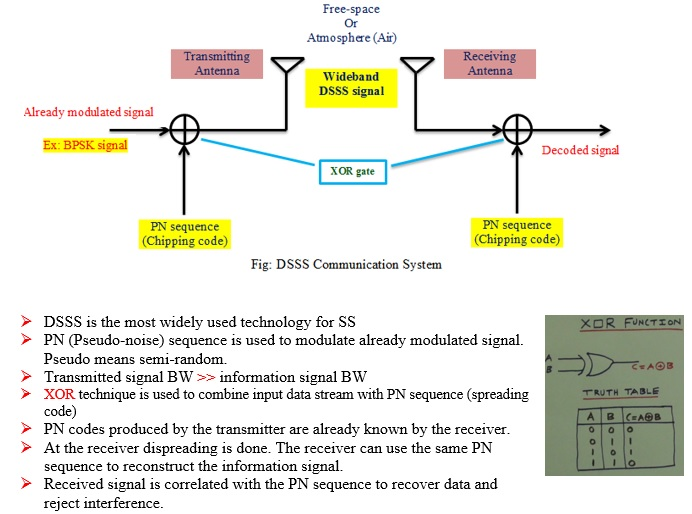 Free-space
Or
Atmosphere (Air)
Transmitting
Antenna
Receiving
Antenna
Wideband
DSSS signal
Already modulated signal
Ex: BPSK signal
Decoded signal
XOR gate
PN sequence
(Chipping code)
PN sequence
(Chipping code)
Fig: DSSS Communication System
➢ DSSS is the most widely used technology for SS
➢ PN (Pseudo-noise) sequence is used to modulate already modulated signal.
Pseudo means semi-random.
➢ Transmitted signal BW >> information signal BW
➢ XOR technique is used to combine input data stream with PN sequence (spreading
code)
➢ PN codes produced by the transmitter are already known by the receiver.
➢ At the receiver dispreading is done. The receiver can use the same PN
sequence to reconstruct the information signal.
➢ Received signal is correlated with the PN sequence to recover data and
reject interference.
XOR FUNCTION
A
B
C=A⊕B
TRUTH TABLE
A B C=A⊕B
0 0 0
0 1 1
1 0 1
1 1 0